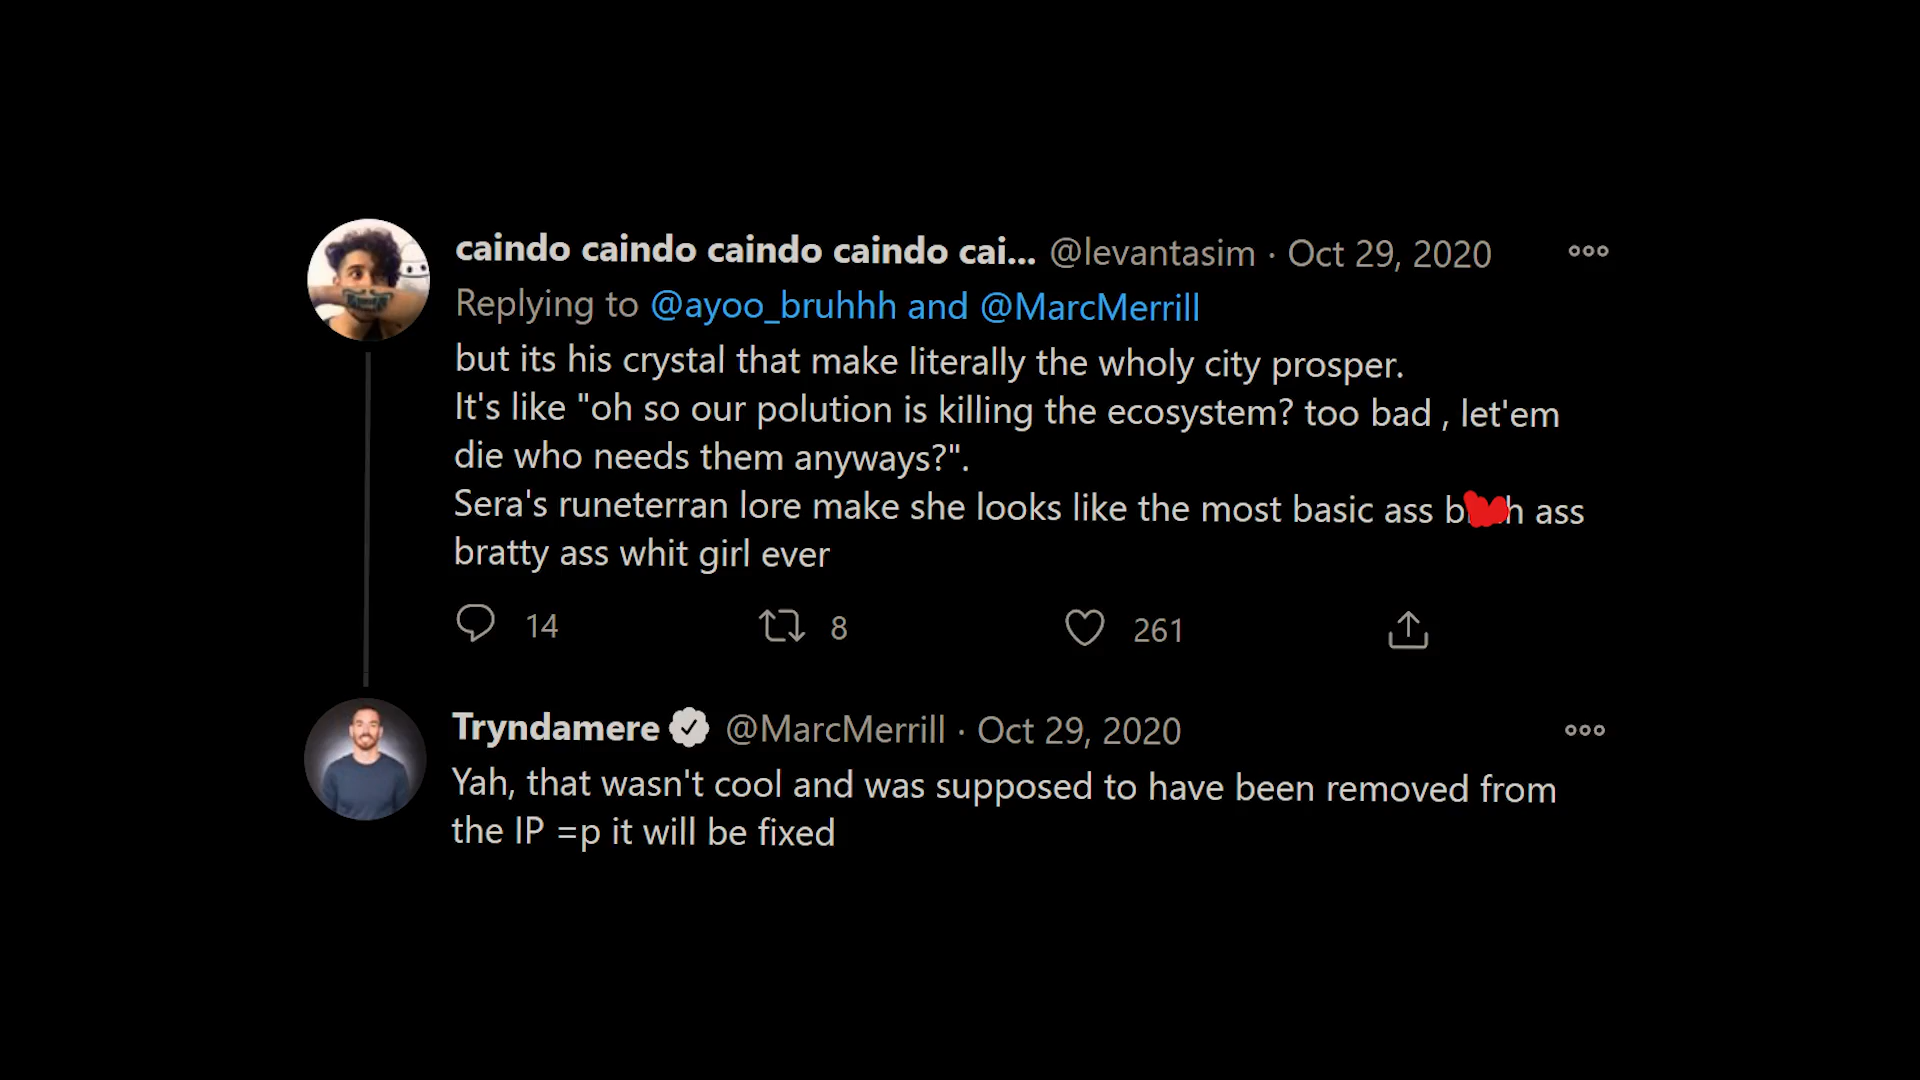 caindo caindo caindo caindo cai... @levantasim · Oct 29, 2020
Replying to @ayoo_bruhhh and @MarcMerrill
but its his crystal that make literally the wholy city prosper.
It's like "oh so our polution is killing the ecosystem? too bad , let'em
die who needs them anyways?".
Sera's runeterran lore make she looks like the most basic ass b h ass
bratty ass whit girl ever
14 8 261
Tryndamere @MarcMerrill · Oct 29, 2020
Yah, that wasn't cool and was supposed to have been removed from
the IP =p it will be fixed